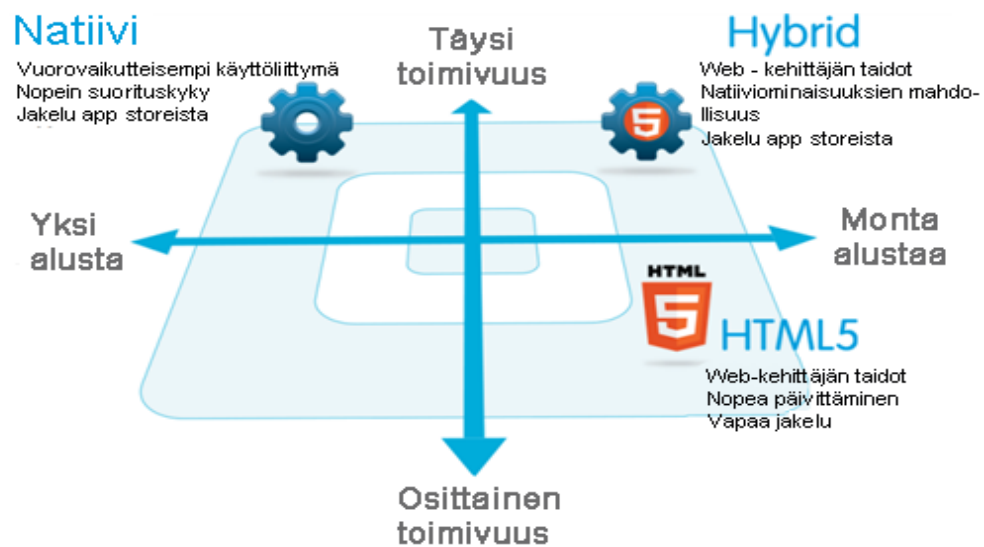 Natiivi
Vuorovaikutteisempi käyttöliittymä
Nopein suorituskyky
Jakelu app storeista
Täysi
toimivuus
Hybrid
Web - kehittäjän taidot
Natiiviominaisuuksien mahdo-
llisuus
Jakelu app storeista
5
Yksi
alusta
Monta
alustaa
HTML
5
HTML5
Web-kehittäjän taidot
Nopea päivittäminen
Vapaa jakelu
Osittainen
toimivuus